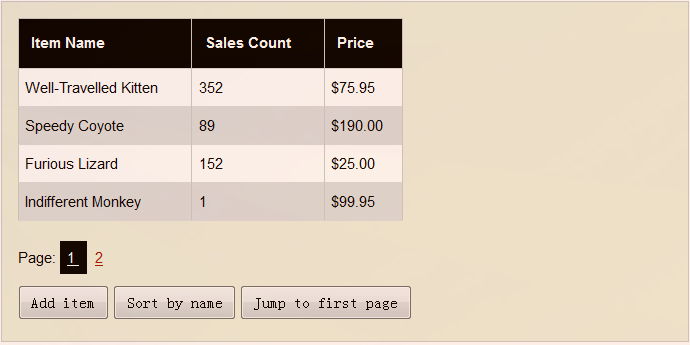 Item Name Sales Count Price
Well-Travelled Kitten 352 $75.95
Speedy Coyote 89 $190.00
Furious Lizard 152 $25.00
Indifferent Monkey 1 $99.95
Page: 1 2
Add item Sort by name Jump to first page